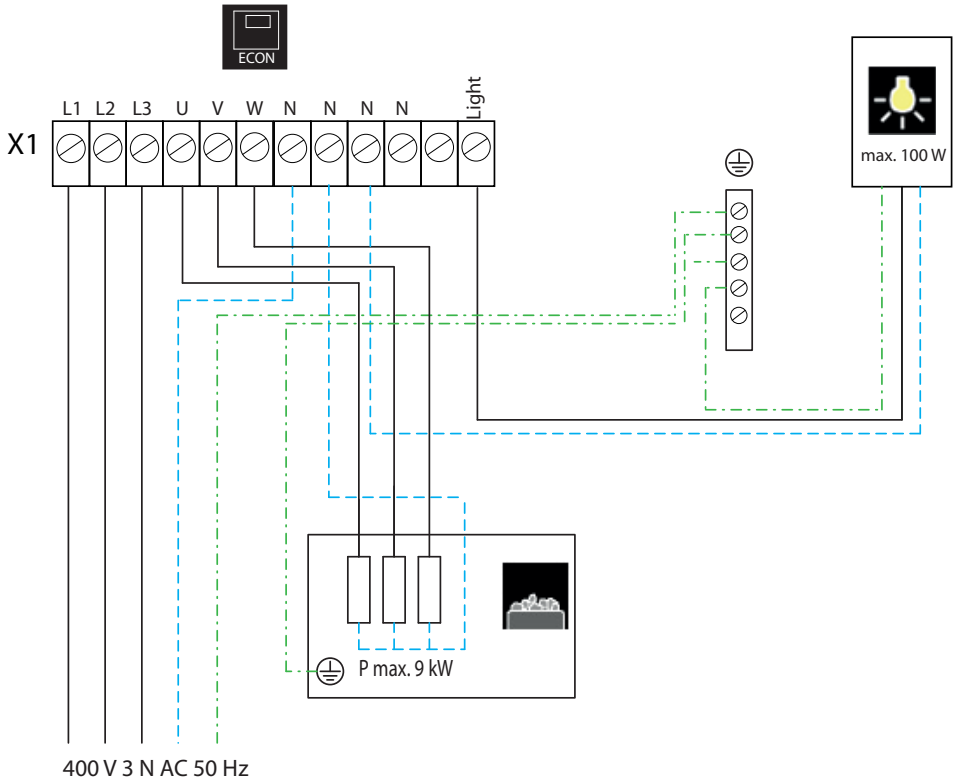 ECON
L1 L2 L3 U V W N N N N Light
X1
max. 100 W
P max. 9 kW
400 V 3 N AC 50 Hz